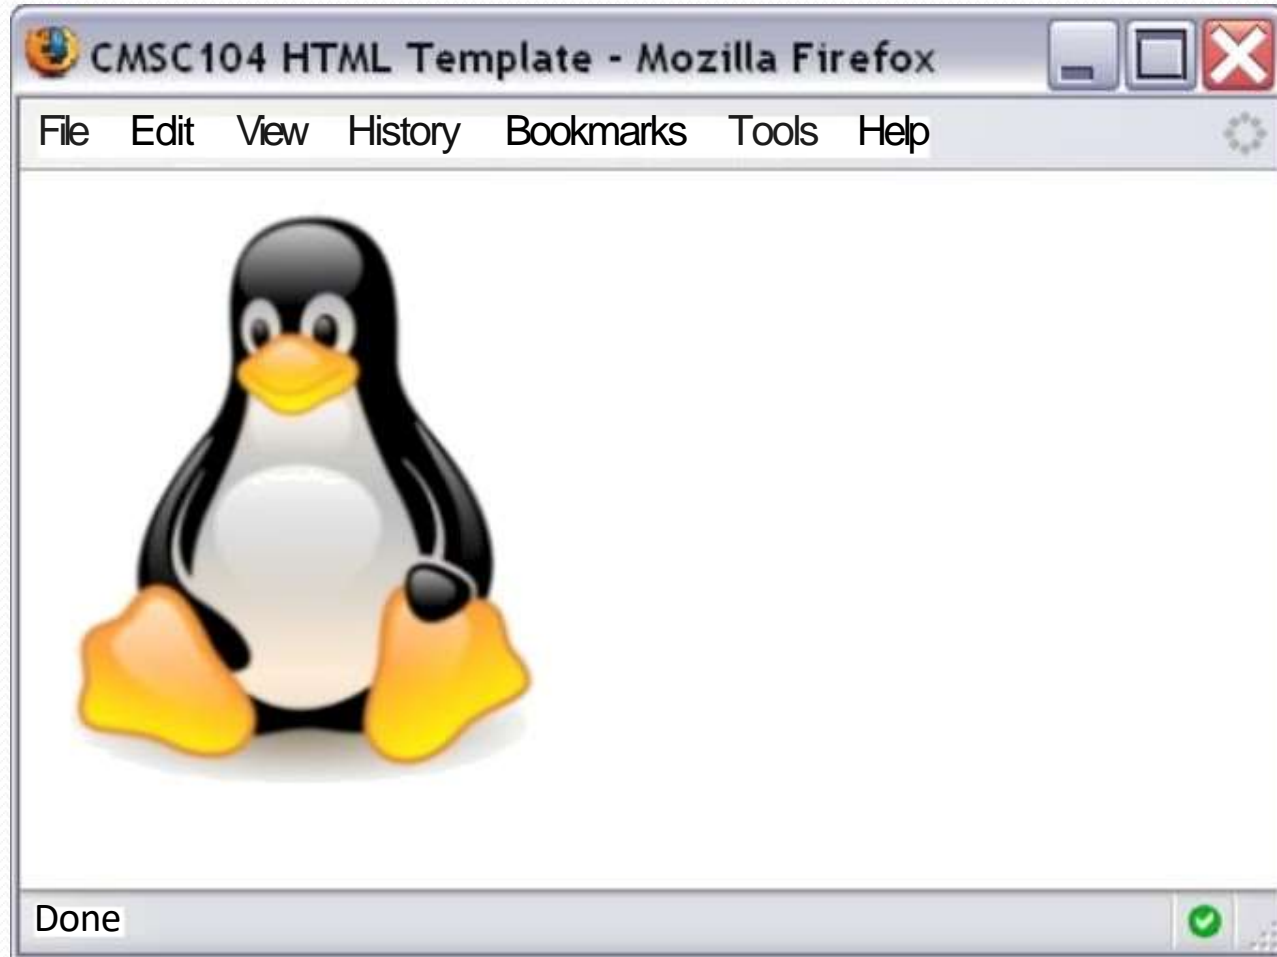 CMSC104 HTML Template - Mozilla Firefox
File Edit View History Bookmarks Tools Help
Done